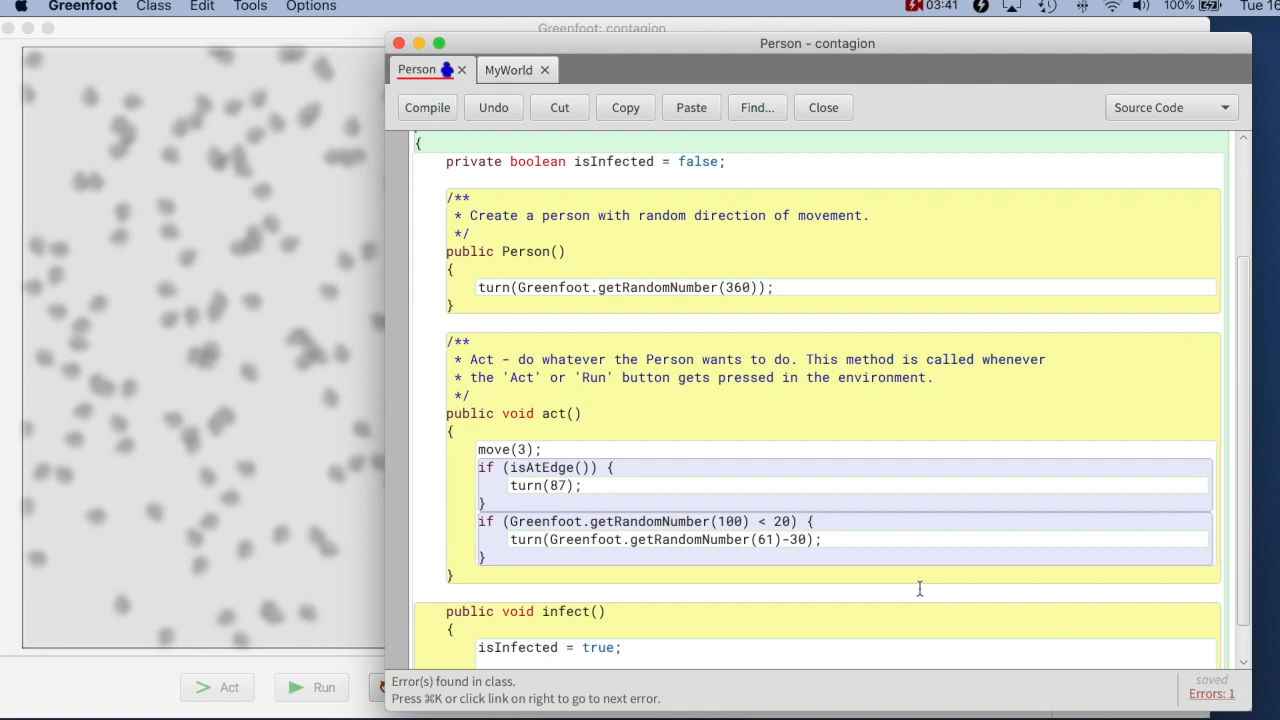 Greenfoot Class Edit Tools Options 03:41 100% Tue 16
Greenfoot: contagion
Person - contagion
Person MyWorld
Compile Undo Cut Copy Paste Find... Close Source Code
{
private boolean isInfected = false;
/**
* Create a person with random direction of movement.
*/
public Person()
{
turn(Greenfoot.getRandomNumber(360));
}
/**
* Act - do whatever the Person wants to do. This method is called whenever
* the 'Act' or 'Run' button gets pressed in the environment.
*/
public void act()
{
move(3);
if (isAtEdge()) {
turn(87);
}
if (Greenfoot.getRandomNumber(100) < 20) {
turn(Greenfoot.getRandomNumber(61)-30);
}
}
public void infect()
{
isInfected = true;
Act Run
Error(s) found in class.
Press ⌘K or click link on right to go to next error.
saved
Errors: 1